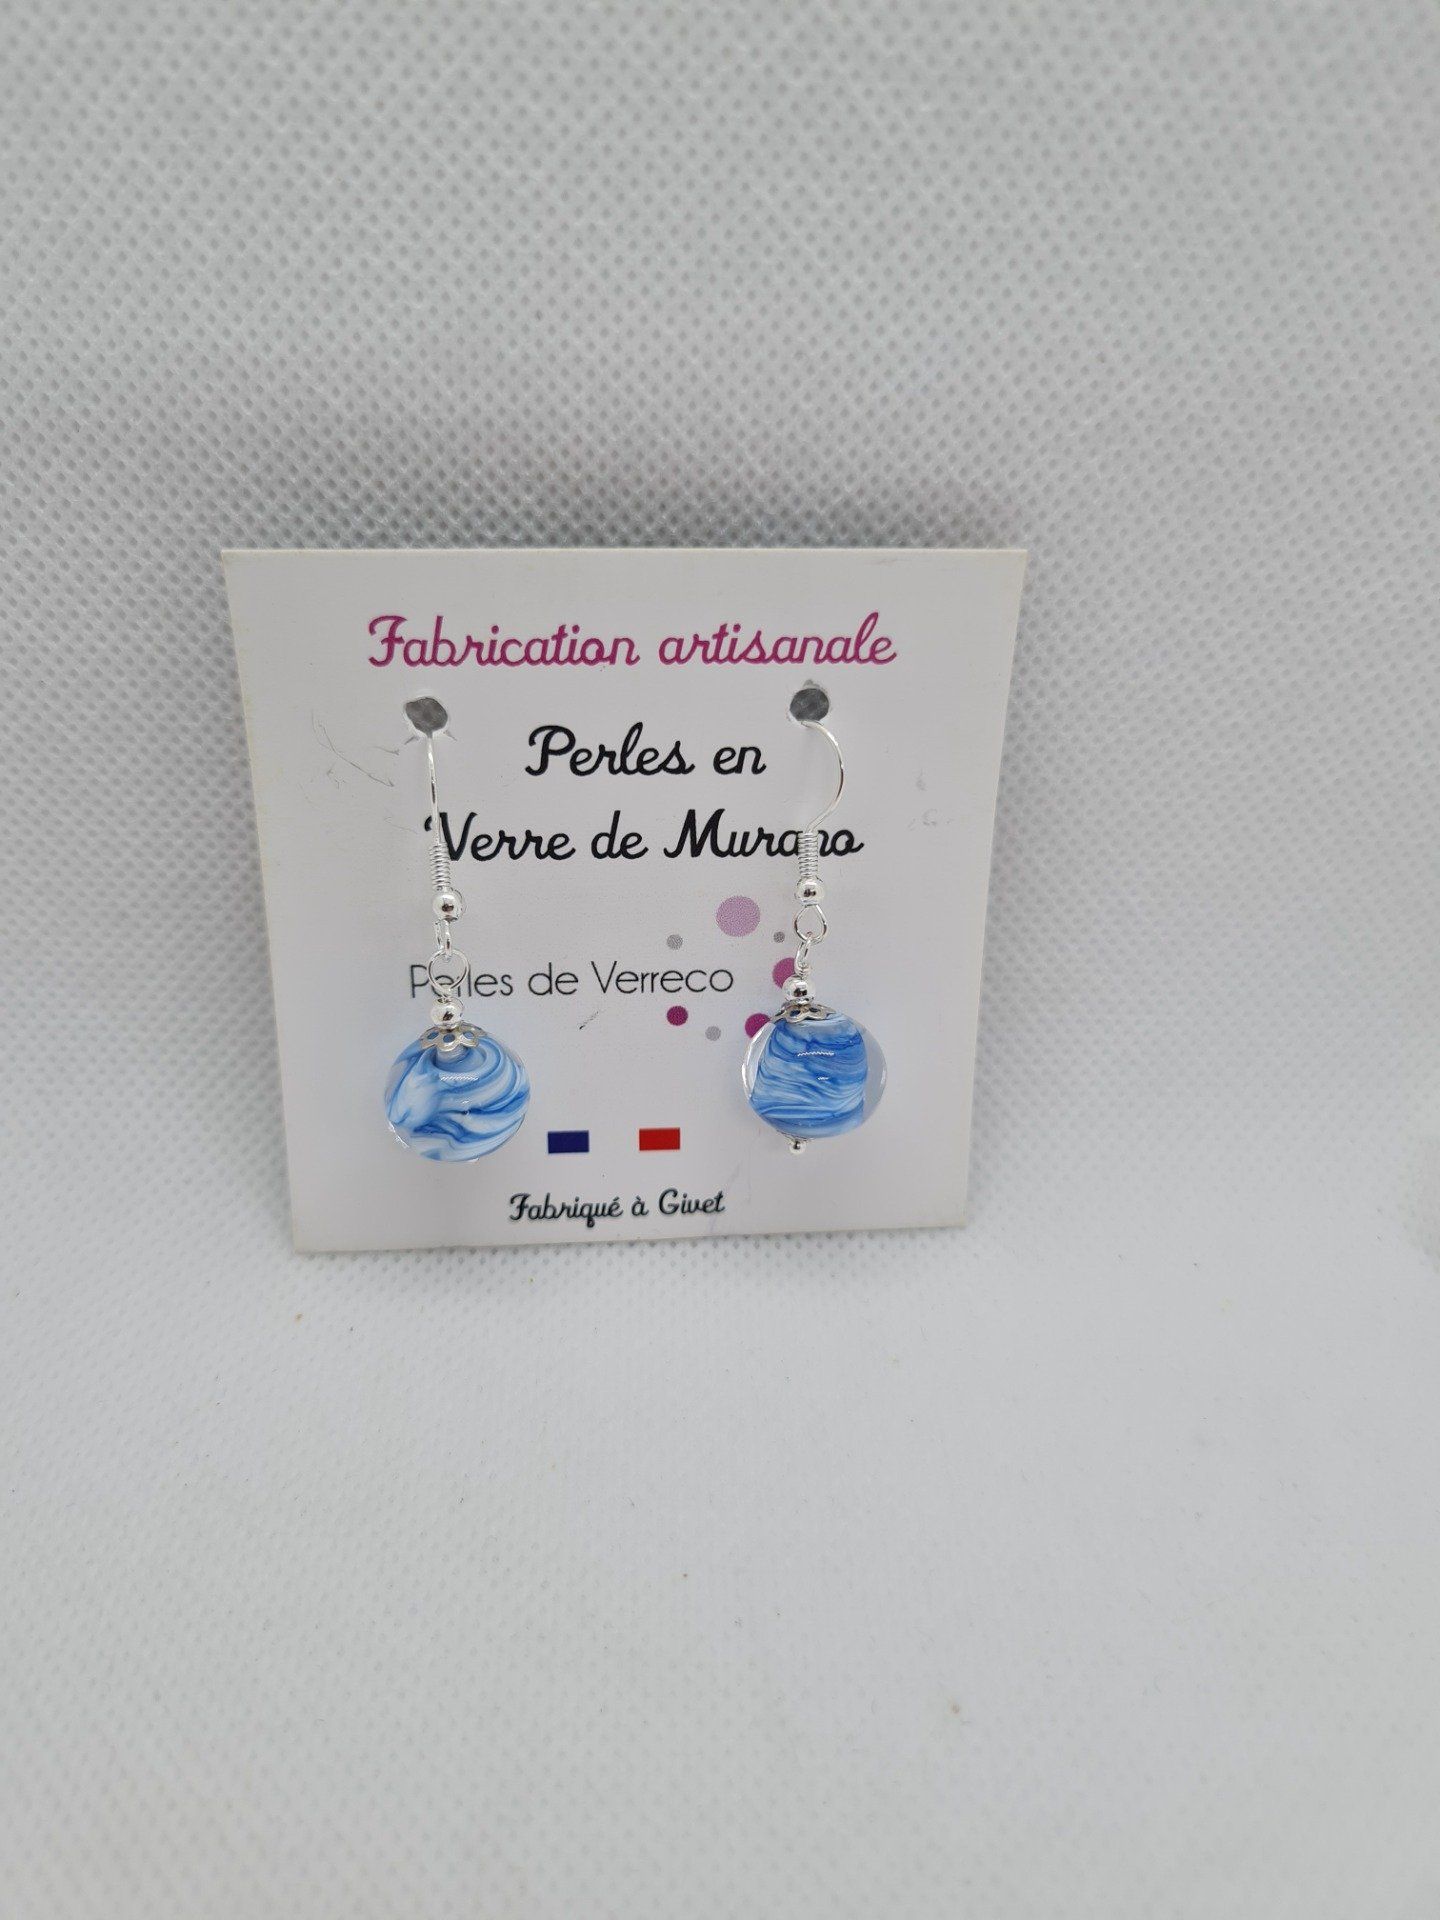 Fabrication artisanale
Perles en
Verre de Murano
Perles de Verreco
Fabriqué à Givet